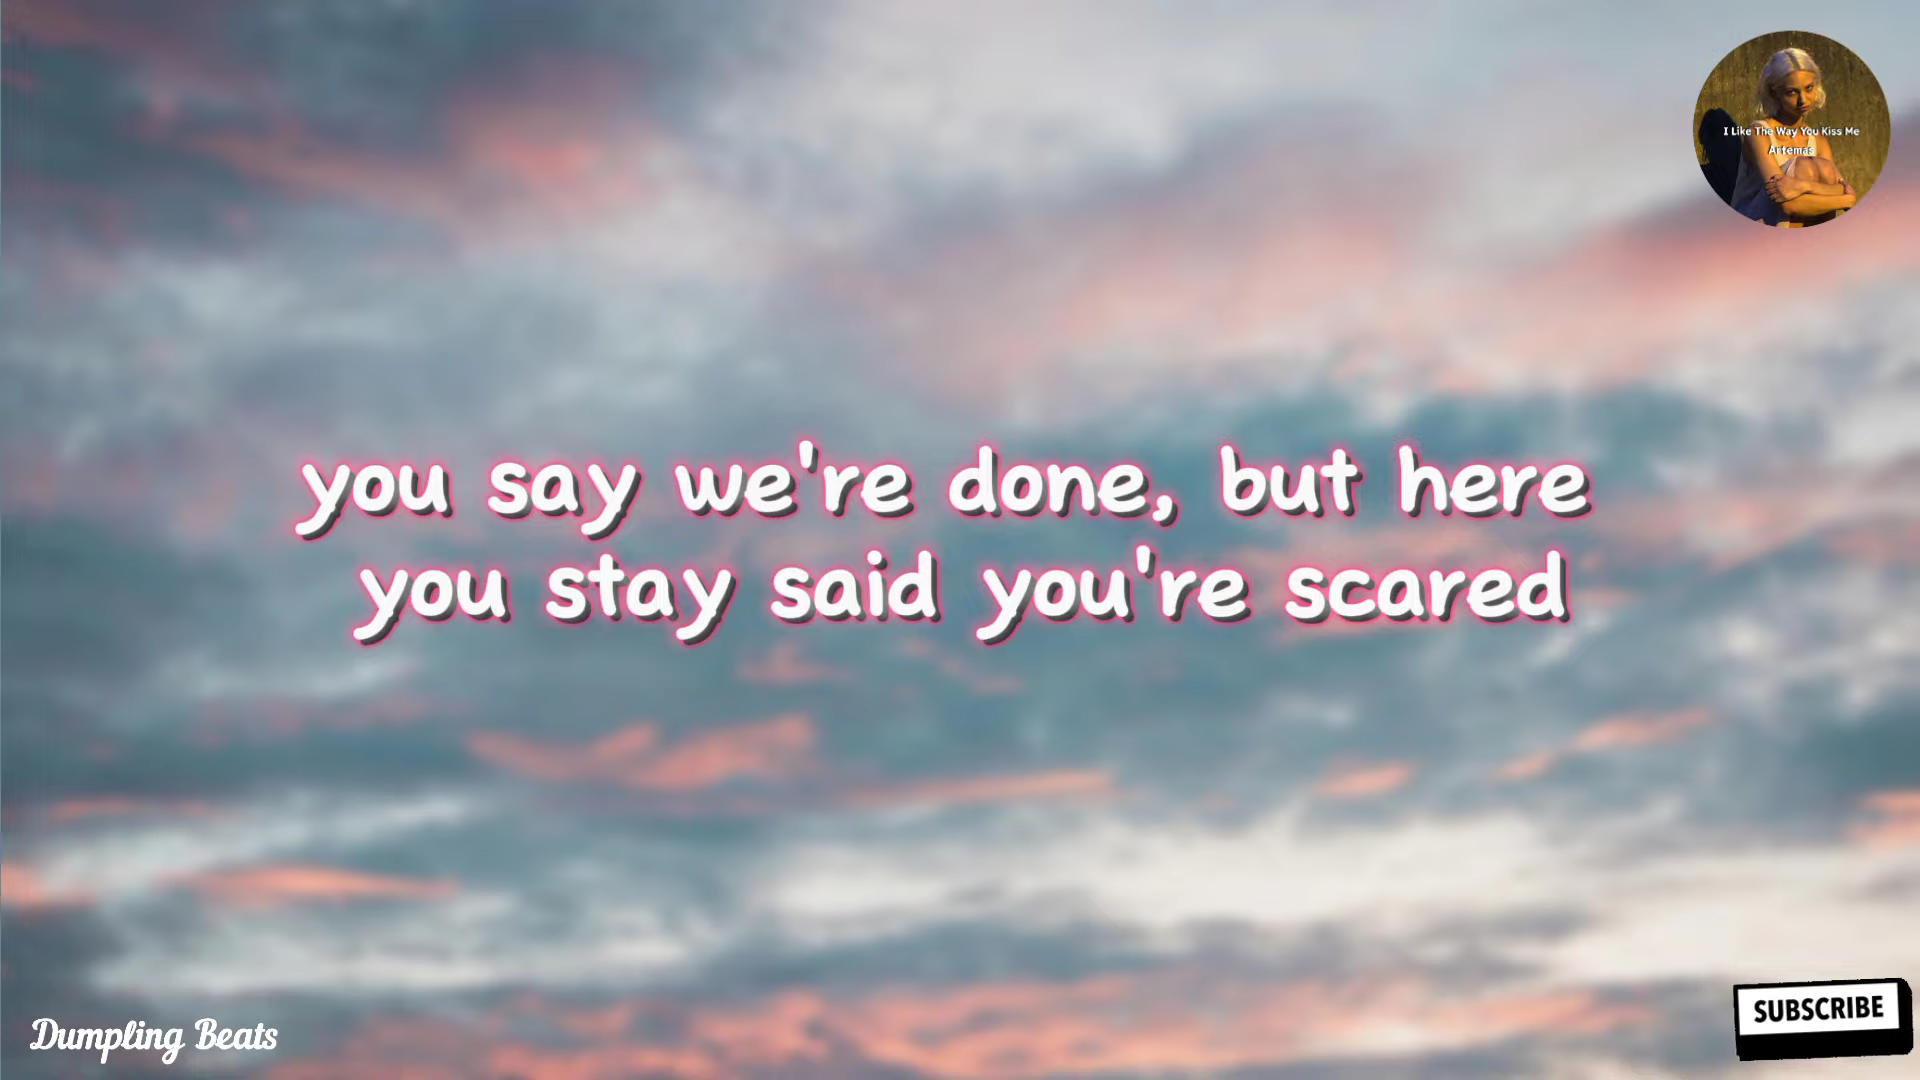 I Like The Way You Kiss Me
Artemas
you say we're done, but here
you stay said you're scared
Dumpling Beats
SUBSCRIBE